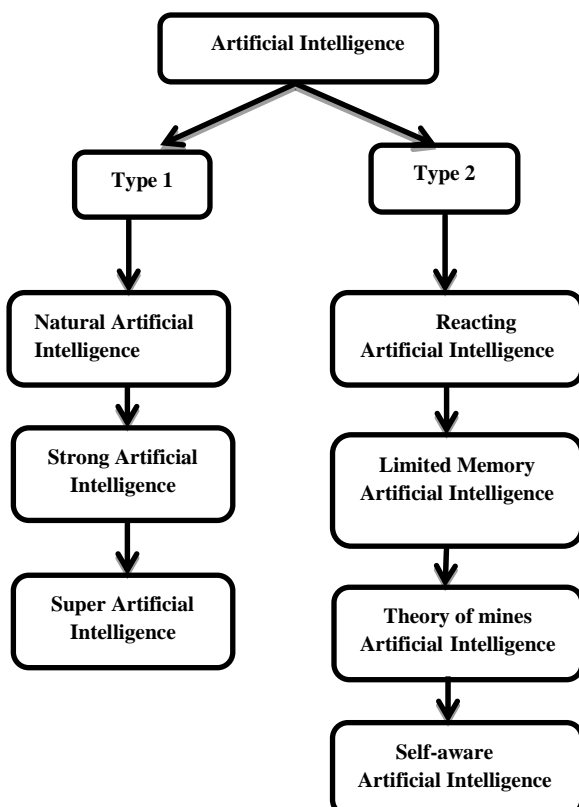 Artificial Intelligence
Type 1
Type 2
Natural Artificial
Intelligence
Reacting
Artificial Intelligence
Strong Artificial
Intelligence
Limited Memory
Artificial Intelligence
Super Artificial
Intelligence
Theory of mines
Artificial Intelligence
Self-aware
Artificial Intelligence